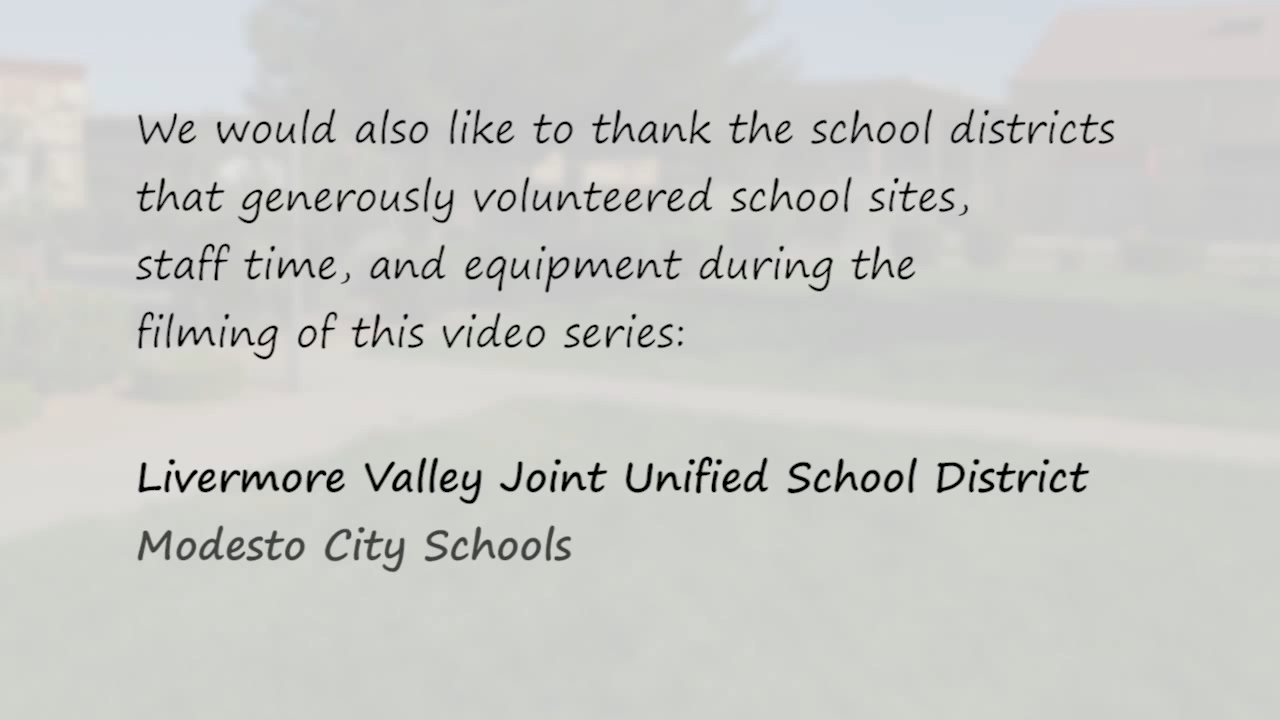 We would also like to thank the school districts
that generously volunteered school sites,
staff time, and equipment during the
filming of this video series:
Livermore Valley Joint Unified School District
Modesto City Schools